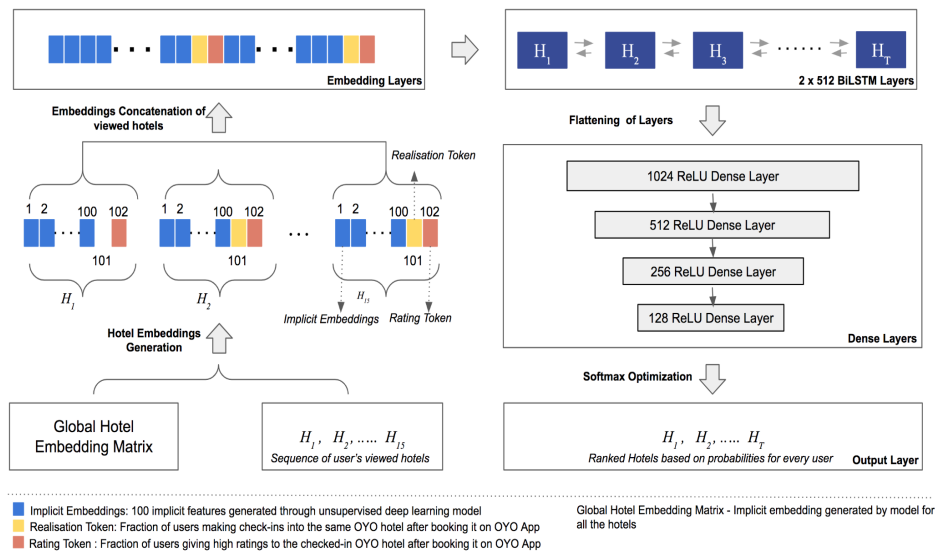 Embedding Layers
H1 H2 H3 ...... HT
2 x 512 BiLSTM Layers
Embeddings Concatenation of
viewed hotels
Flattening of Layers
Realisation Token
1 2 100 102
101
H1
1 2 100 102
101
H2
...
1 2 100 102
101
H15
Implicit Embeddings
Rating Token
Hotel Embeddings
Generation
1024 ReLU Dense Layer
512 ReLU Dense Layer
256 ReLU Dense Layer
128 ReLU Dense Layer
Dense Layers
Softmax Optimization
Global Hotel
Embedding Matrix
H1 , H2 , ..... H15
Sequence of user's viewed hotels
H1 , H2 , ..... HT
Ranked Hotels based on probabilities for every user
Output Layer
Implicit Embeddings: 100 implicit features generated through unsupervised deep learning model
Realisation Token: Fraction of users making check-ins into the same OYO hotel after booking it on OYO App
Rating Token : Fraction of users giving high ratings to the checked-in OYO hotel after booking it on OYO App
Global Hotel Embedding Matrix - Implicit embedding generated by model for
all the hotels